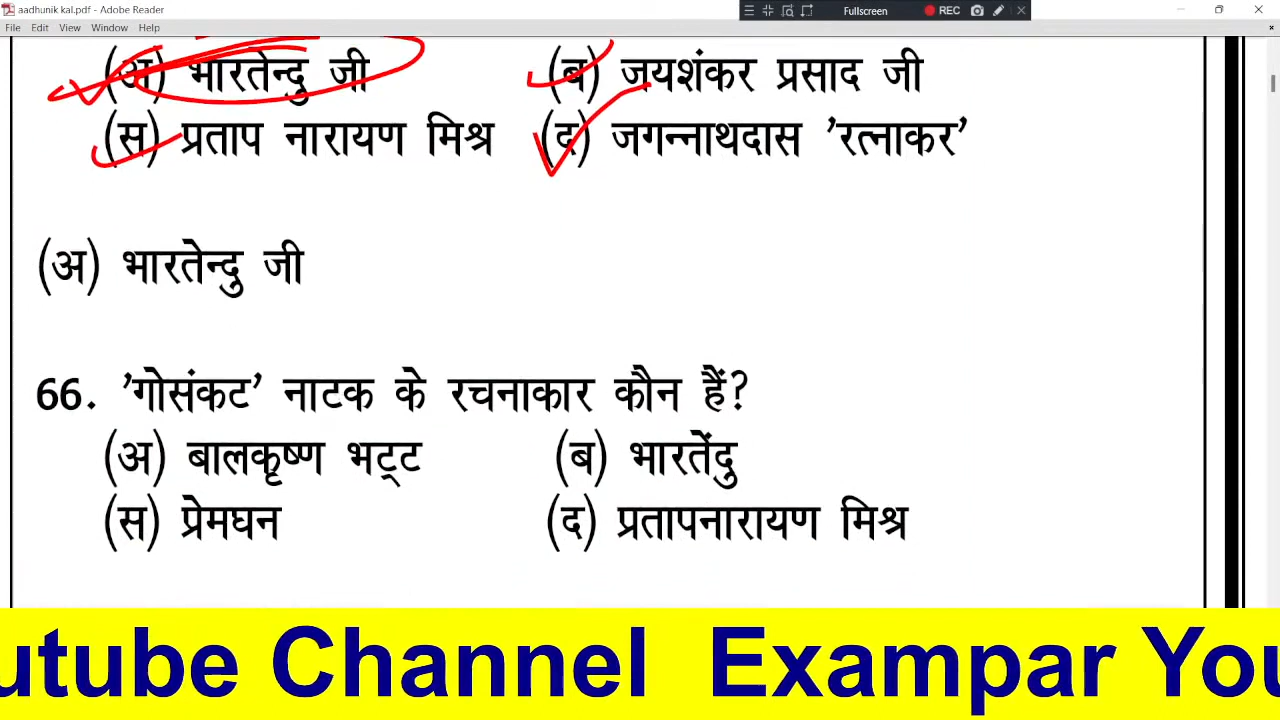 aadhunik kal.pdf - Adobe Reader
Fullscreen REC
File Edit View Window Help
(अ) भारतेन्दु जी (ब) जयशंकर प्रसाद जी
(स) प्रताप नारायण मिश्र (द) जगन्नाथदास 'रत्नाकर'
(अ) भारतेन्दु जी
66. 'गोसंकट' नाटक के रचनाकार कौन हैं?
(अ) बालकृष्ण भट्ट (ब) भारतेंदु
(स) प्रेमघन (द) प्रतापनारायण मिश्र
utube Channel Exampar You